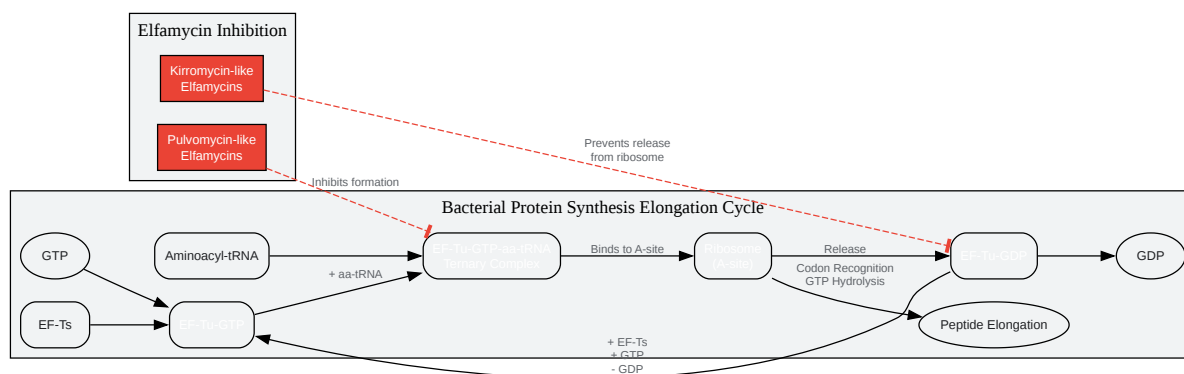 Elfamycin Inhibition
Kirromycin-like
Elfamycins
Pulvomycin-like
Elfamycins
Prevents release
from ribosome
Inhibits formation
Bacterial Protein Synthesis Elongation Cycle
GTP
Aminoacyl-tRNA
EF-Tu-GTP-aa-tRNA
Ternary Complex
Binds to A-site
Ribosome
(A-site)
Release
EF-Tu-GDP
GDP
+ aa-tRNA
Codon Recognition
GTP Hydrolysis
EF-Ts
EF-Tu-GTP
Peptide Elongation
+ EF-Ts
+ GTP
- GDP